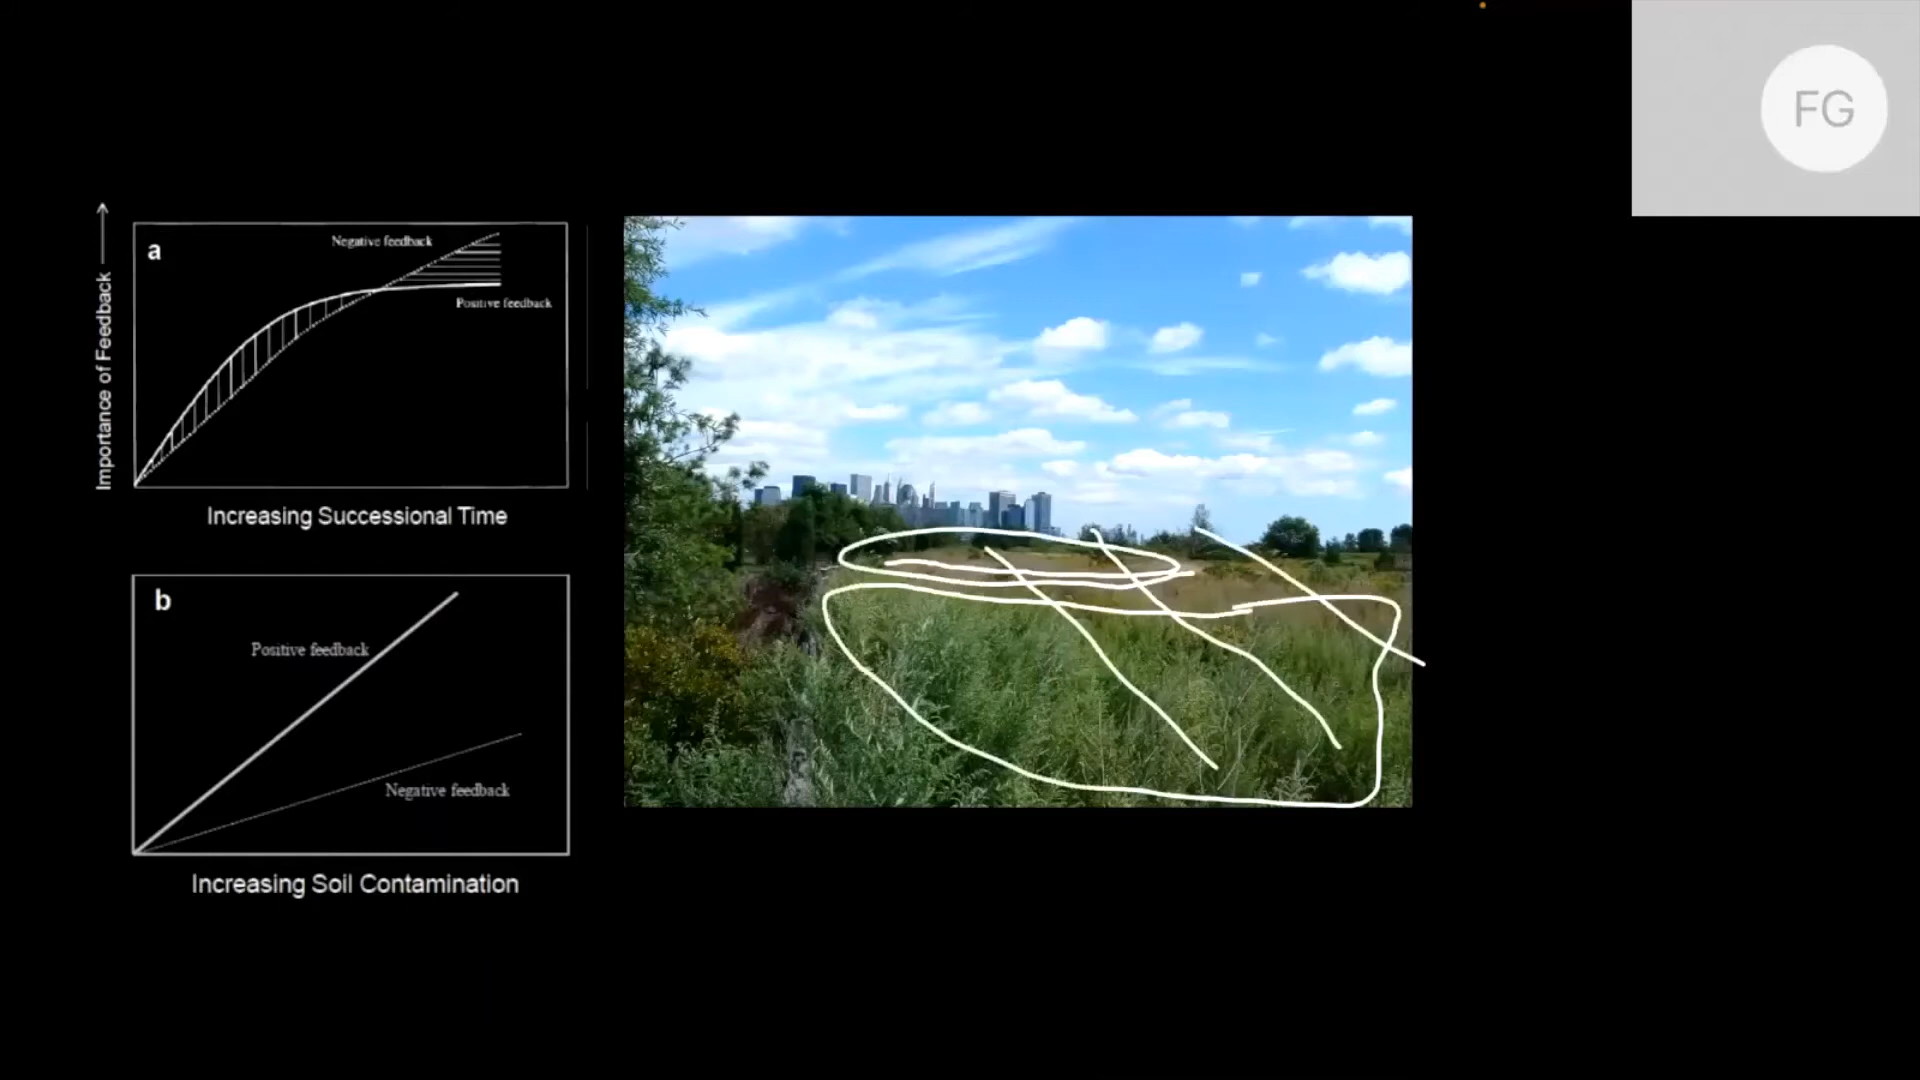 FG
Importance of Feedback
a
Negative feedback
Positive feedback
Increasing Successional Time
b
Positive feedback
Negative feedback
Increasing Soil Contamination